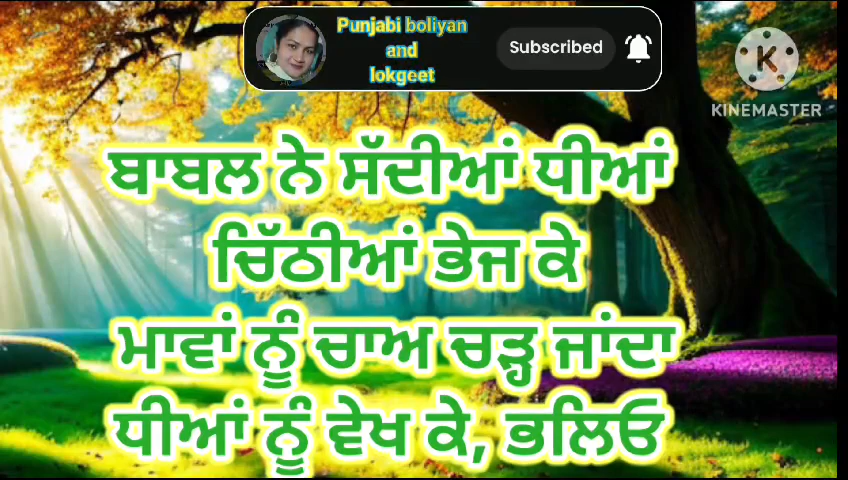 Punjabi boliyan
and
lokgeet
Subscribed
KINEMASTER
ਬਾਬਲ ਨੇ ਸੱਦੀਆਂ ਧੀਆਂ
ਚਿੱਠੀਆਂ ਭੇਜ ਕੇ
ਮਾਵਾਂ ਨੂੰ ਚਾਅ ਚੜ੍ਹ ਜਾਂਦਾ
ਧੀਆਂ ਨੂੰ ਵੇਖ ਕੇ, ਭਲਿਓ